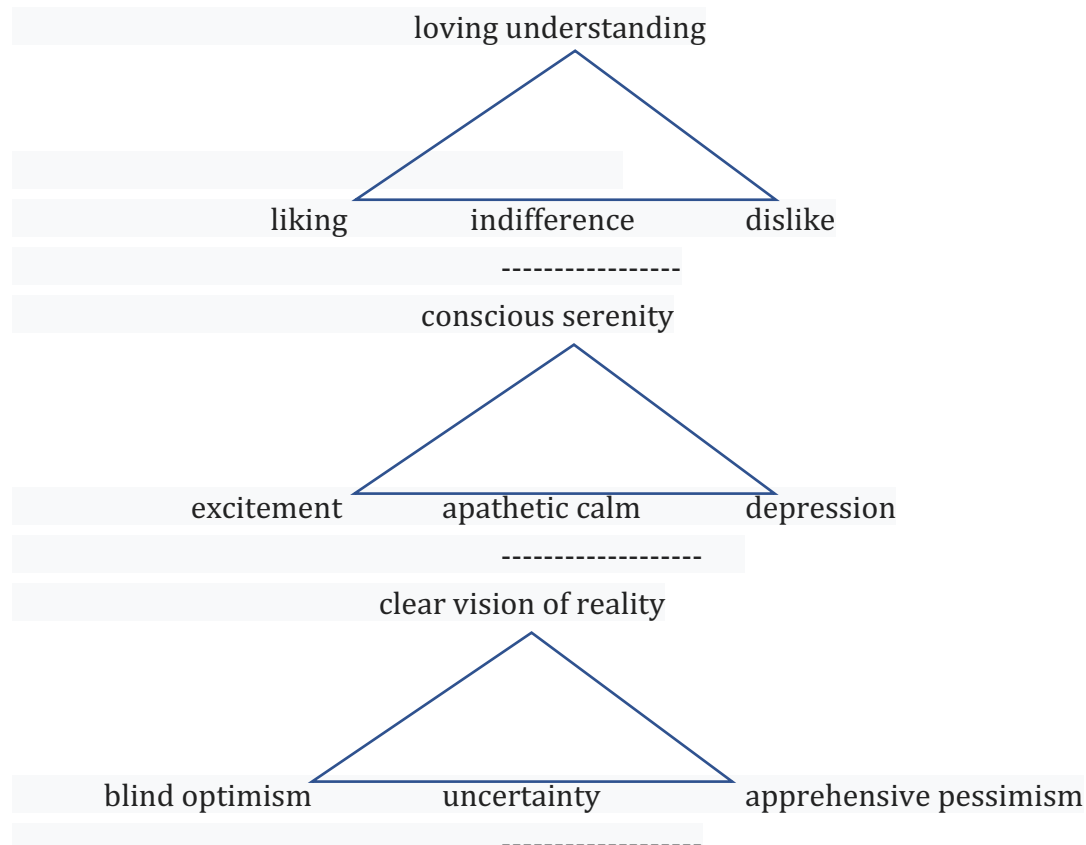 loving understanding
liking indifference dislike
-----------------
conscious serenity
excitement apathetic calm depression
-------------------
clear vision of reality
blind optimism uncertainty apprehensive pessimism
-------------------